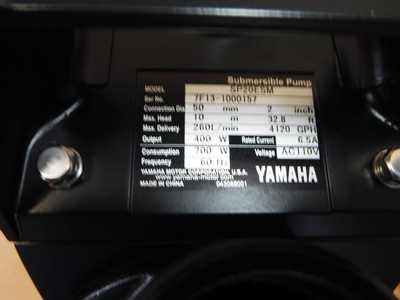 Submersible Pump
MODEL SP20ESM
Ser No. 7F13-1000157
Connection Dia 50 mm 2 inch
Max. Head 10 m 32.8 ft
Max. Delivery 260L/min 4120 GPH
Output 400 W Rated Current 6.5A
Consumption 700 W Voltage AC110V
Frequency 60 Hz
YAMAHA MOTOR CORPORATION, U.S.A. YAMAHA
www.yamaha-motor.com
MADE IN CHINA